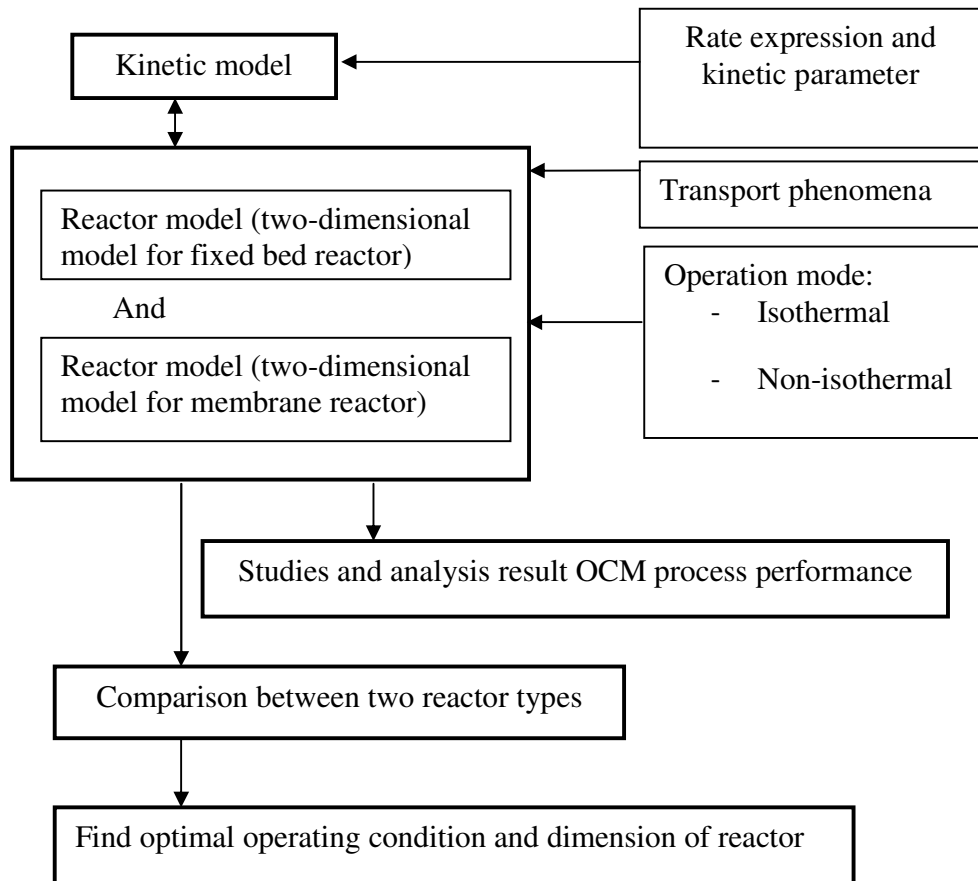 Kinetic model
Rate expression and
kinetic parameter
Transport phenomena
Reactor model (two-dimensional
model for fixed bed reactor)
And
Reactor model (two-dimensional
model for membrane reactor)
Operation mode:
- Isothermal
- Non-isothermal
Studies and analysis result OCM process performance
Comparison between two reactor types
Find optimal operating condition and dimension of reactor